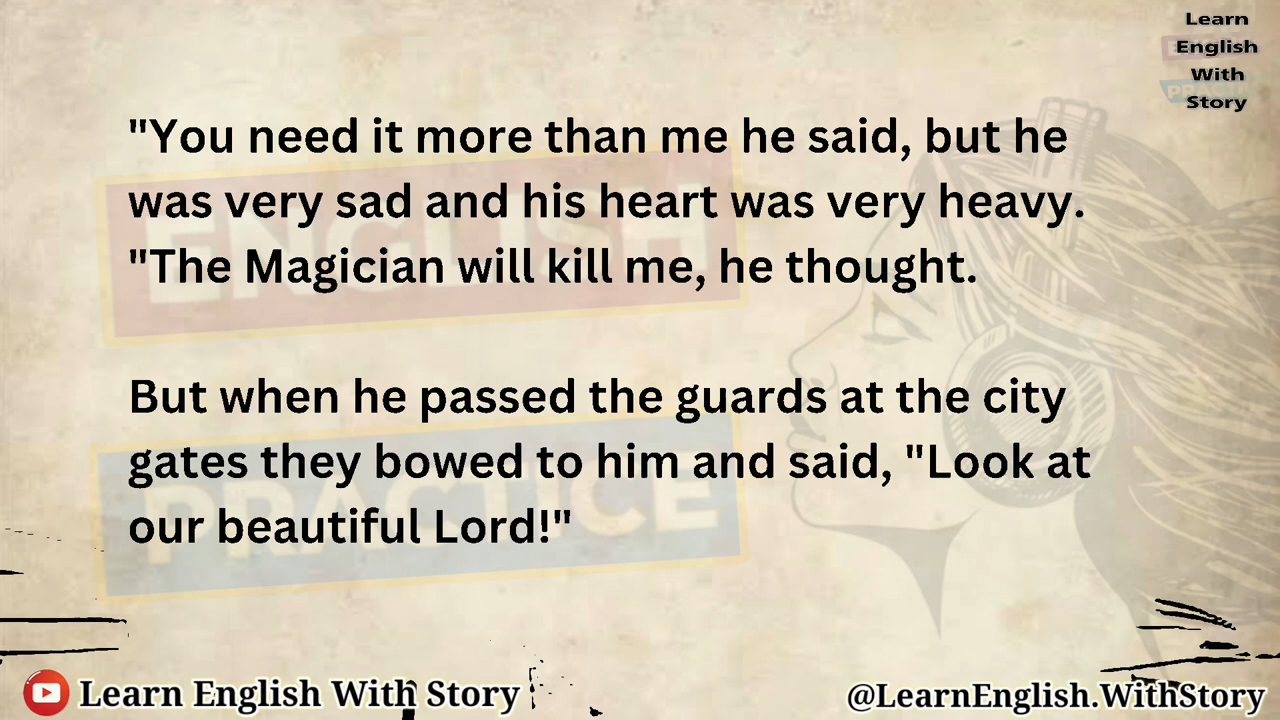 Learn
English
With
Story
"You need it more than me he said, but he
was very sad and his heart was very heavy.
"The Magician will kill me, he thought.
But when he passed the guards at the city
gates they bowed to him and said, "Look at
our beautiful Lord!"
ENGLISH
PRACTICE
Learn English With Story
@LearnEnglish.WithStory